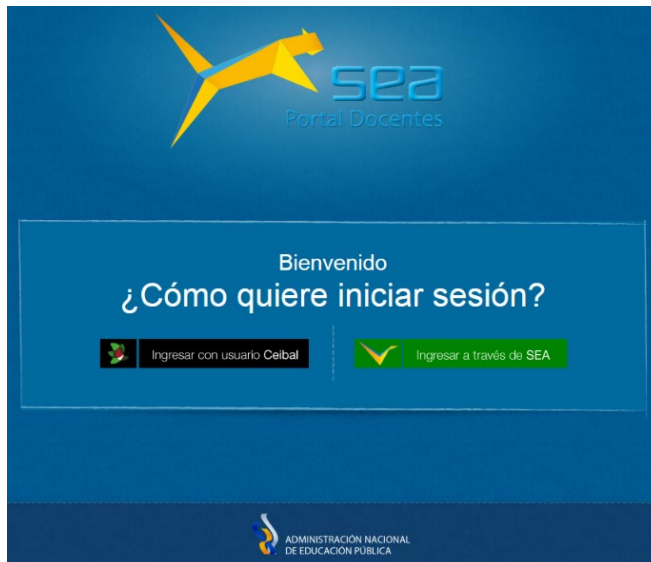 sea
Portal Docentes
Bienvenido
¿Cómo quiere iniciar sesión?
Ingresar con usuario Ceibal
Ingresar a través de SEA
ADMINISTRACIÓN NACIONAL
DE EDUCACIÓN PÚBLICA